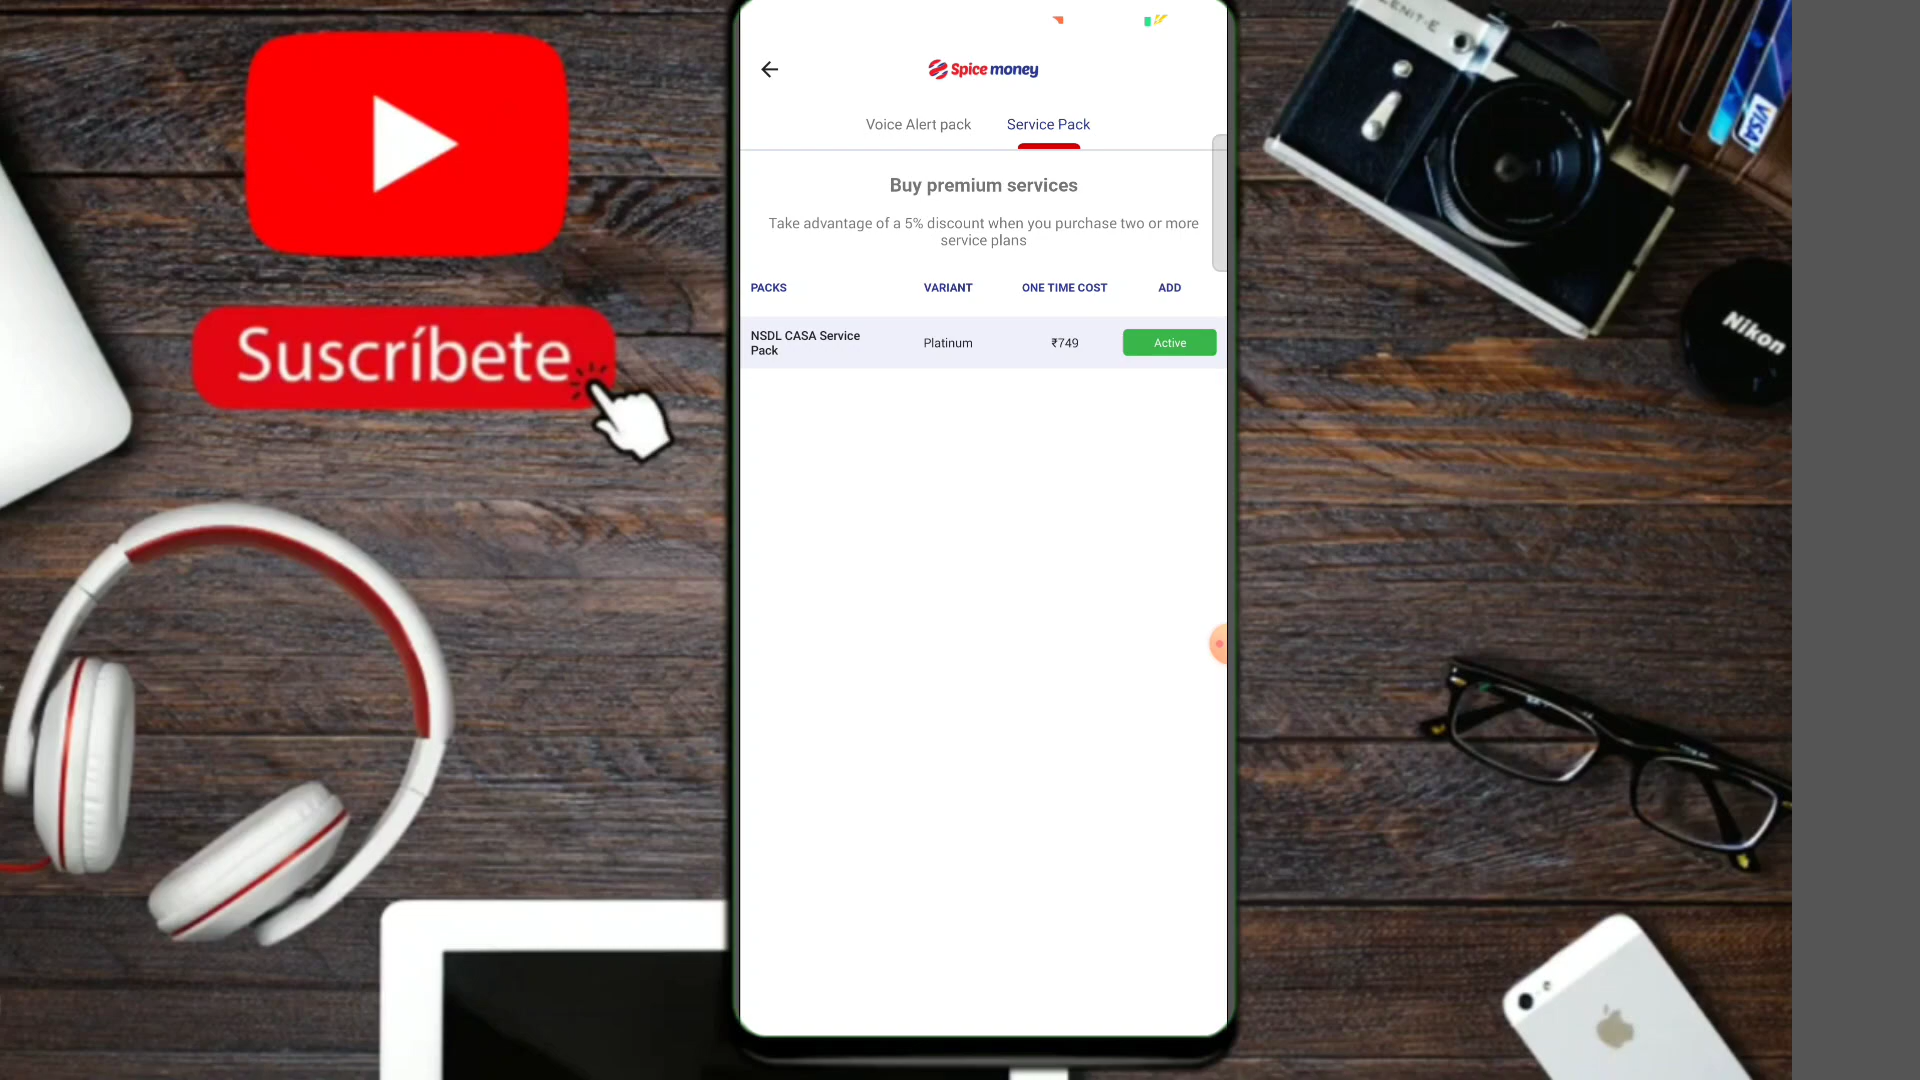 Spice money
Voice Alert pack
Service Pack
Buy premium services
Take advantage of a 5% discount when you purchase two or more
service plans
PACKS
VARIANT
ONE TIME COST
ADD
NSDL CASA Service
Pack
Platinum
₹749
Active
Suscríbete
ZENIT-E
VISA
Nikon